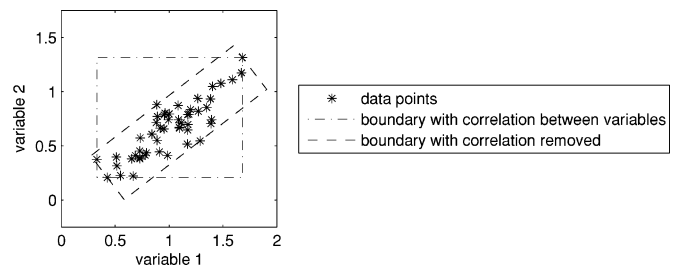 1.5
1
0.5
0
variable 2
0 0.5 1 1.5 2
variable 1
data points
boundary with correlation between variables
boundary with correlation removed